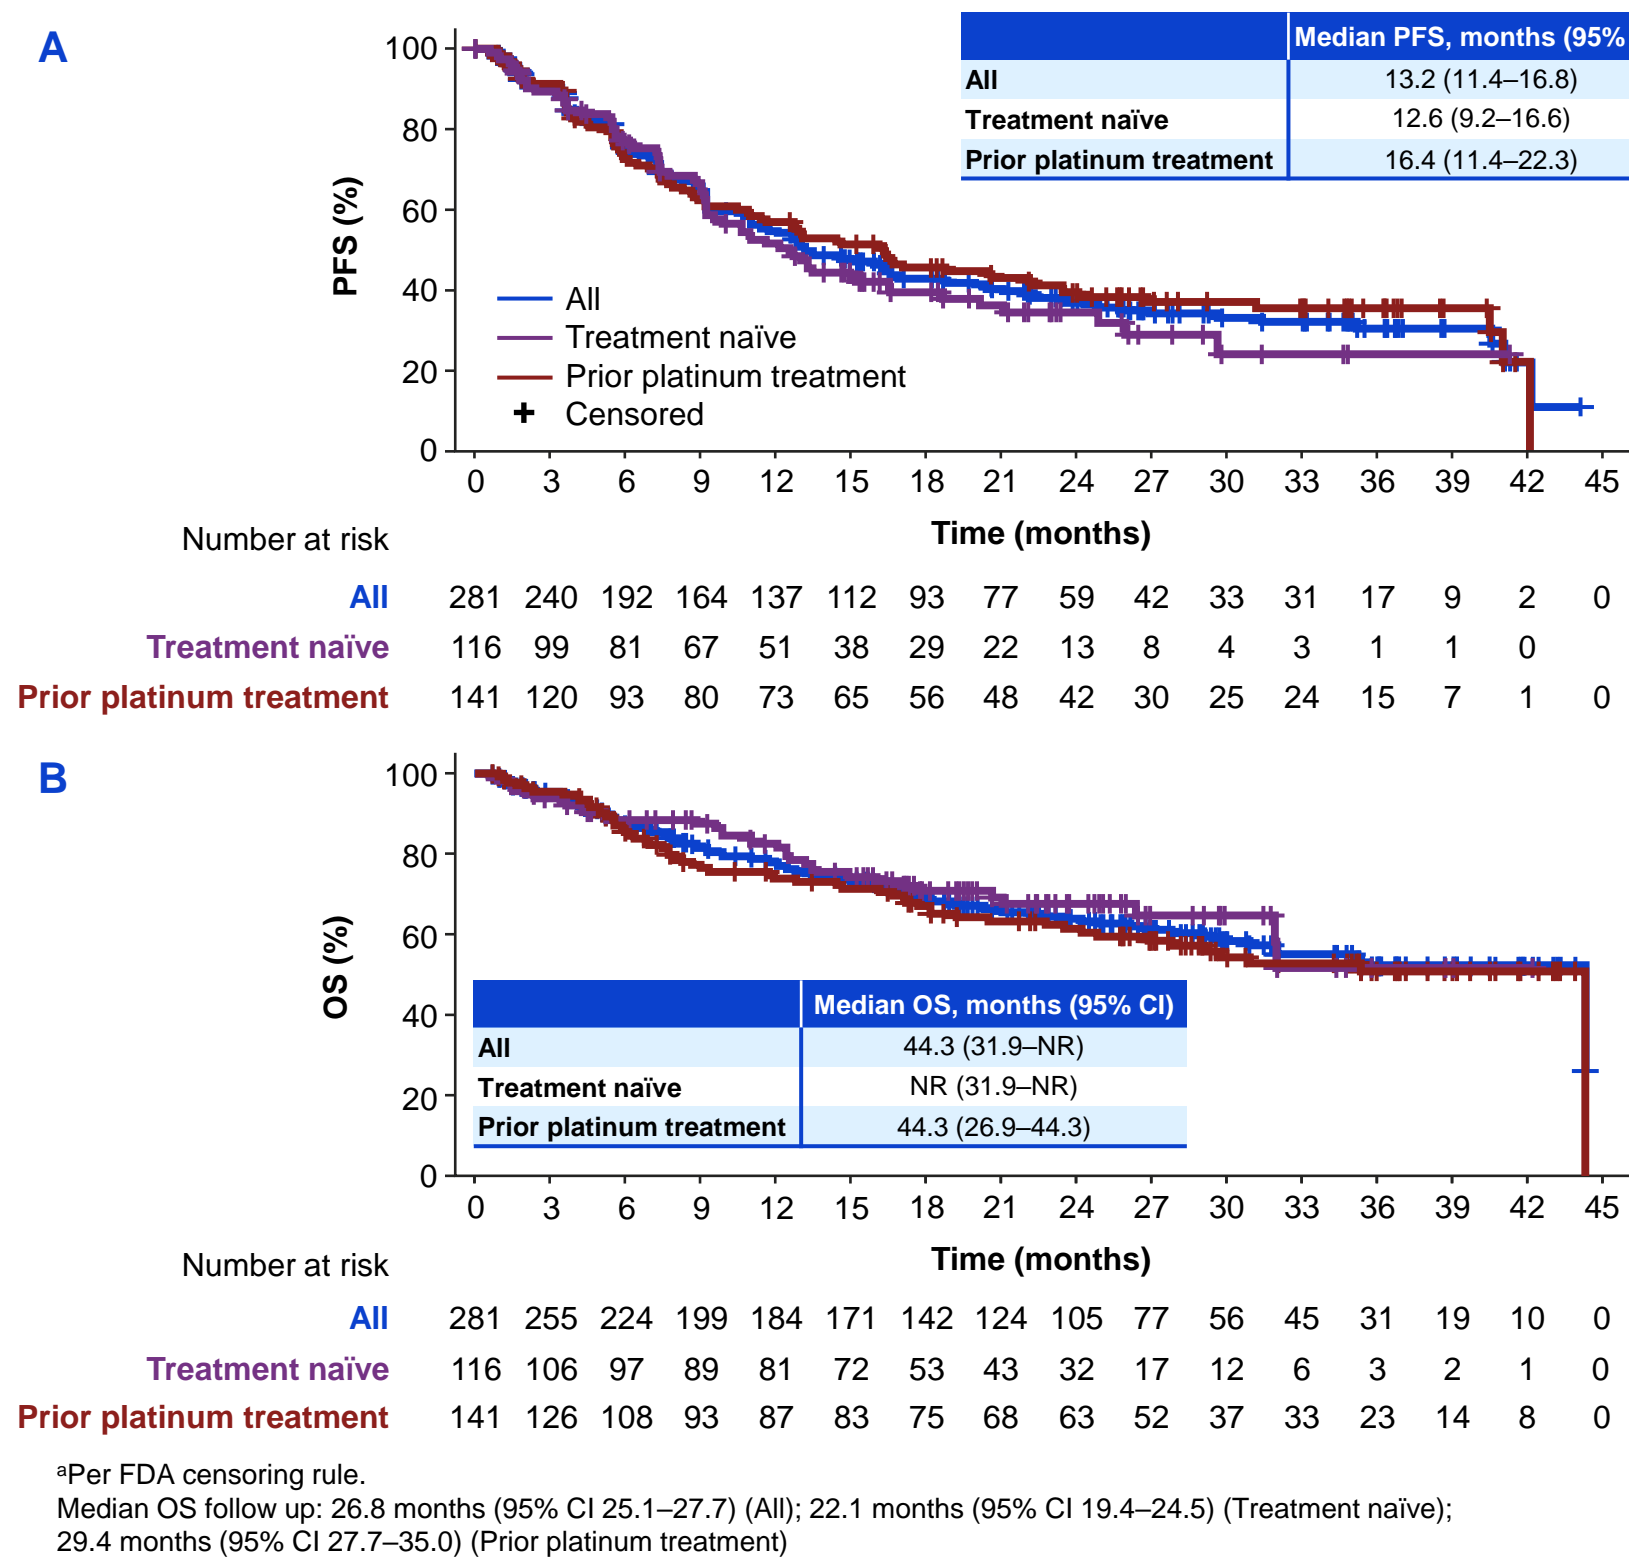 A
Median PFS, months (95%
All 13.2 (11.4–16.8)
Treatment naïve 12.6 (9.2–16.6)
Prior platinum treatment 16.4 (11.4–22.3)
PFS (%)
100
80
60
40
20
0
All
Treatment naïve
Prior platinum treatment
+ Censored
0 3 6 9 12 15 18 21 24 27 30 33 36 39 42 45
Time (months)
Number at risk
All 281 240 192 164 137 112 93 77 59 42 33 31 17 9 2 0
Treatment naïve 116 99 81 67 51 38 29 22 13 8 4 3 1 1 0
Prior platinum treatment 141 120 93 80 73 65 56 48 42 30 25 24 15 7 1 0
B
OS (%)
100
80
60
40
20
0
Median OS, months (95% CI)
All 44.3 (31.9–NR)
Treatment naïve NR (31.9–NR)
Prior platinum treatment 44.3 (26.9–44.3)
0 3 6 9 12 15 18 21 24 27 30 33 36 39 42 45
Time (months)
Number at risk
All 281 255 224 199 184 171 142 124 105 77 56 45 31 19 10 0
Treatment naïve 116 106 97 89 81 72 53 43 32 17 12 6 3 2 1 0
Prior platinum treatment 141 126 108 93 87 83 75 68 63 52 37 33 23 14 8 0
ᵃPer FDA censoring rule.
Median OS follow up: 26.8 months (95% CI 25.1–27.7) (All); 22.1 months (95% CI 19.4–24.5) (Treatment naïve);
29.4 months (95% CI 27.7–35.0) (Prior platinum treatment)